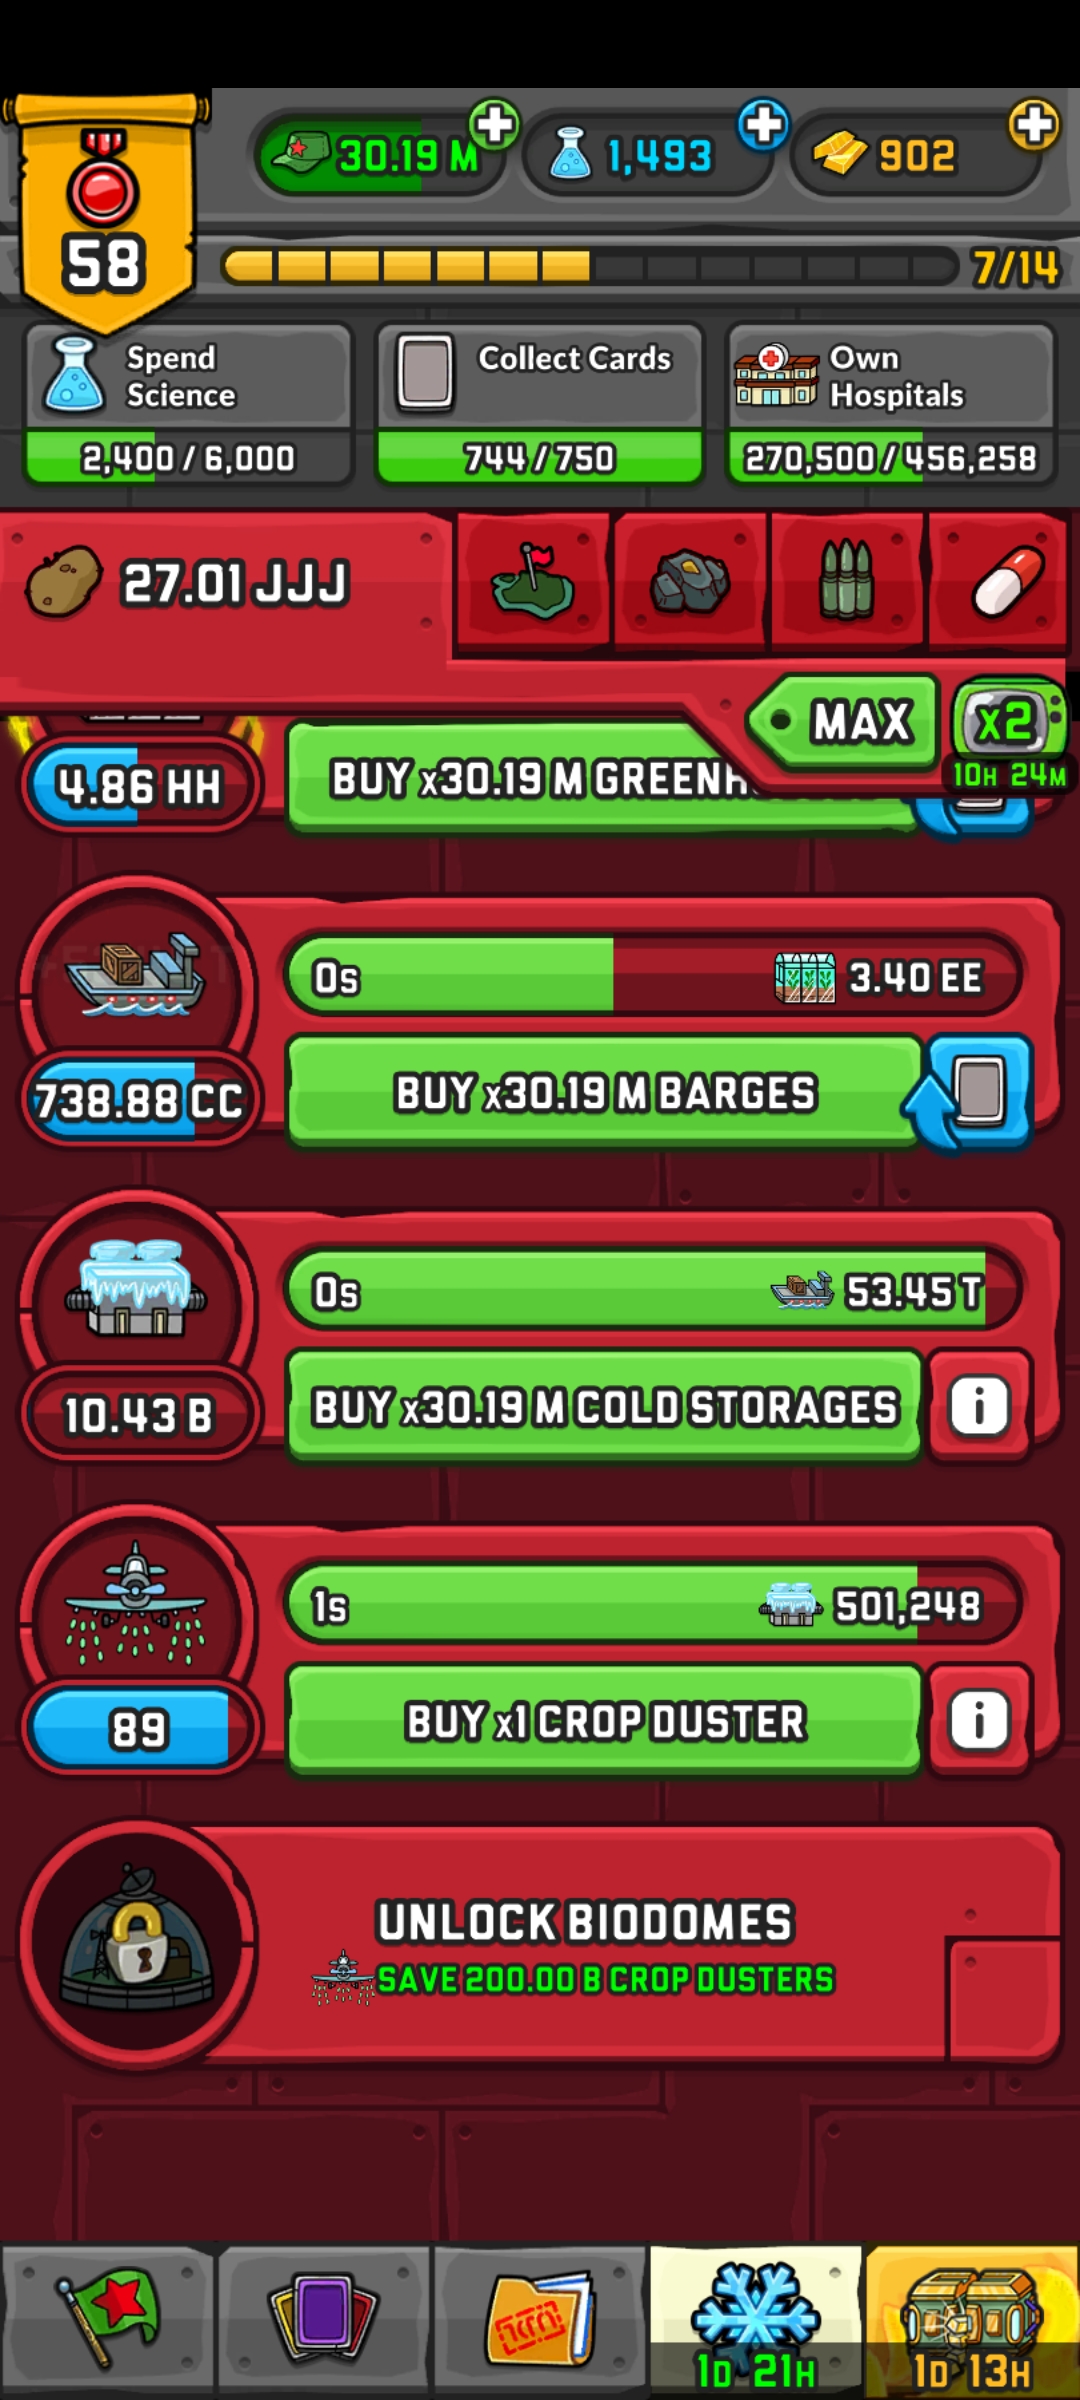 30.19 M
1,493
902
58
7/14
Spend
Science
2,400 / 6,000
Collect Cards
744 / 750
Own
Hospitals
270,500 / 456,258
27.01 JJJ
MAX
x2
10H 24M
4.86 HH
BUY x30.19 M
0s
3.40 EE
738.88 CC
BUY x30.19 M BARGES
0s
53.45 T
10.43 B
BUY x30.19 M COLD STORAGES
i
1s
501,248
89
BUY x1 CROP DUSTER
i
UNLOCK BIODOMES
SAVE 200.00 B CROP DUSTERS
1D 21H
1D 13H